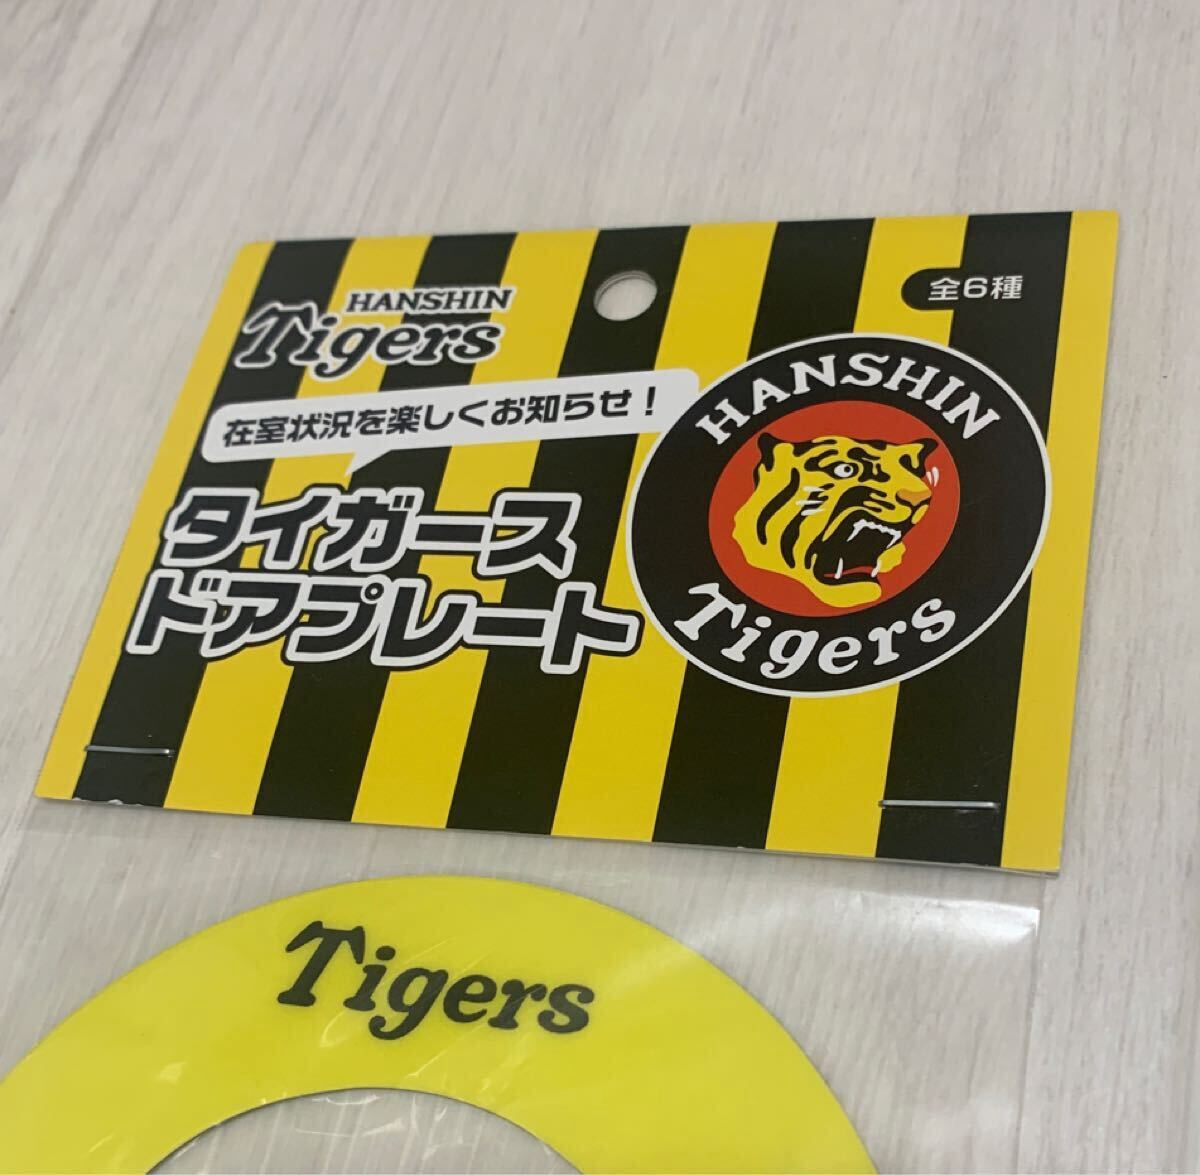 全6種
HANSHIN
Tigers
在室状況を楽しくお知らせ！
タイガース
ドアプレート
HANSHIN
Tigers
Tigers